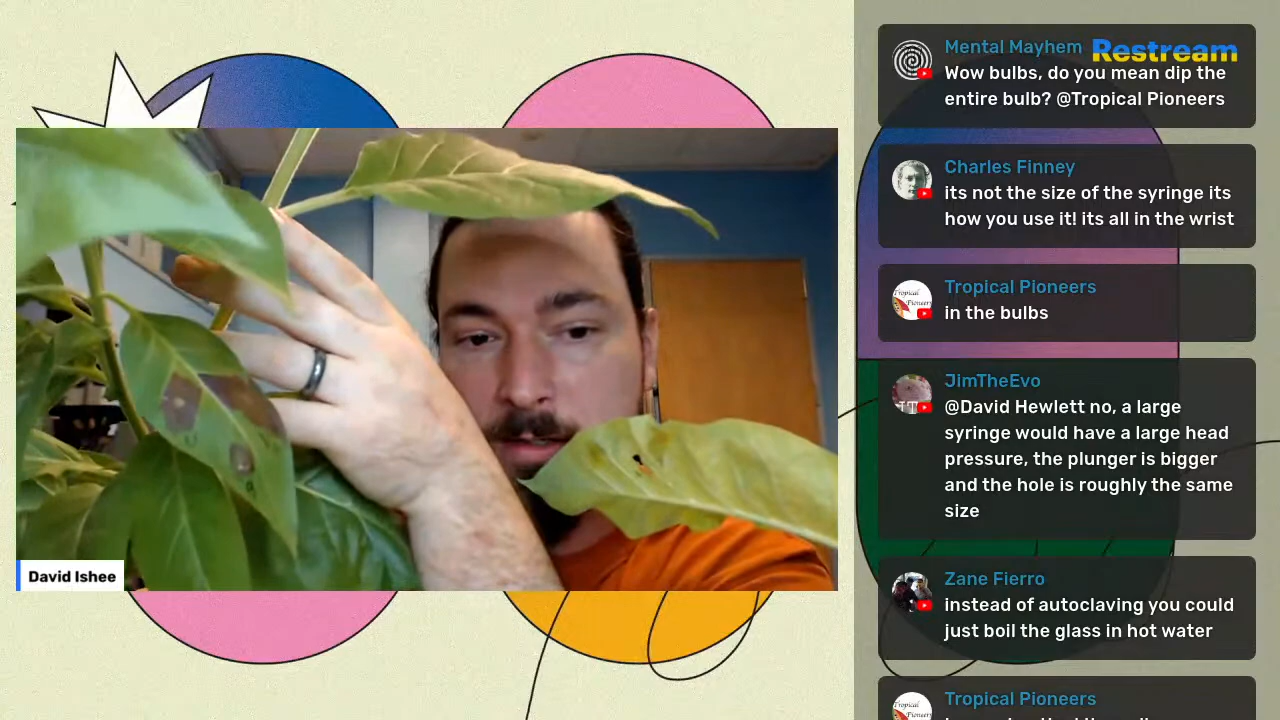 Mental Mayhem
Restream
Wow bulbs, do you mean dip the
entire bulb? @Tropical Pioneers
Charles Finney
its not the size of the syringe its
how you use it! its all in the wrist
Tropical Pioneers
in the bulbs
JimTheEvo
@David Hewlett no, a large
syringe would have a large head
pressure, the plunger is bigger
and the hole is roughly the same
size
Zane Fierro
instead of autoclaving you could
just boil the glass in hot water
Tropical Pioneers
David Ishee